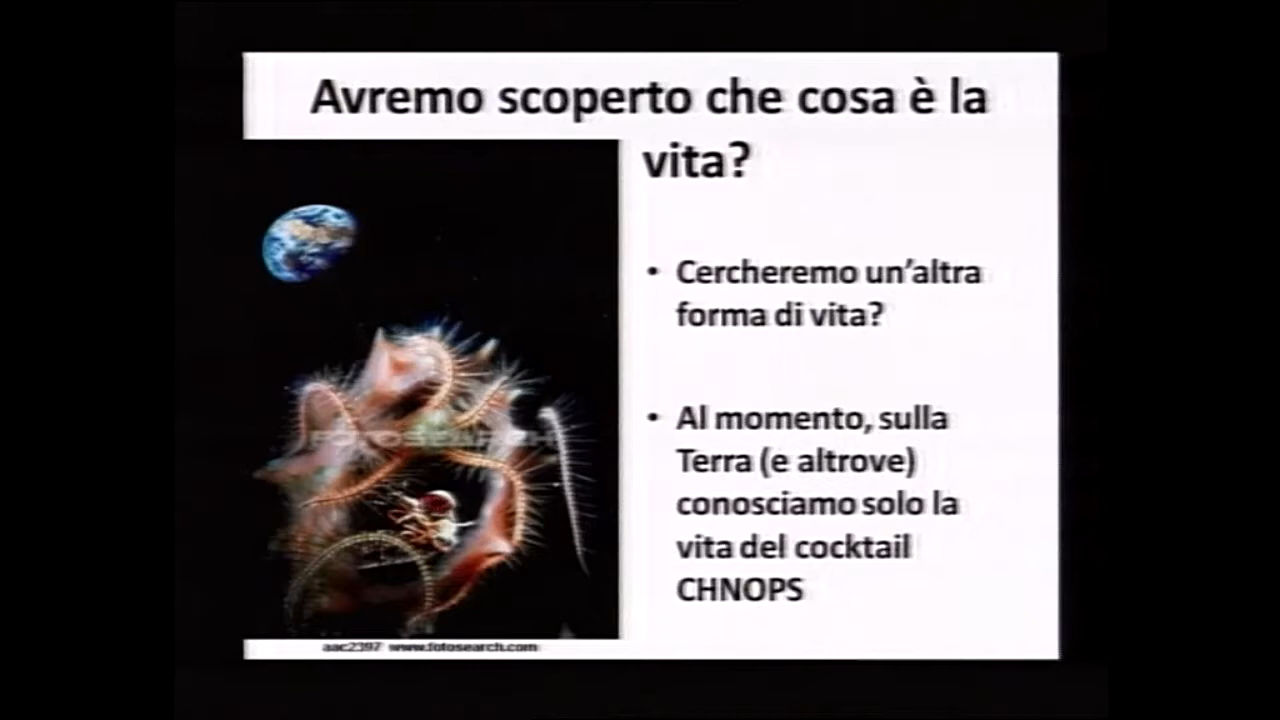 Avremo scoperto che cosa è la
vita?
• Cercheremo un'altra
forma di vita?
• Al momento, sulla
Terra (e altrove)
conosciamo solo la
vita del cocktail
CHNOPS
FOTOSEARCH
aac2397 www.fotosearch.com